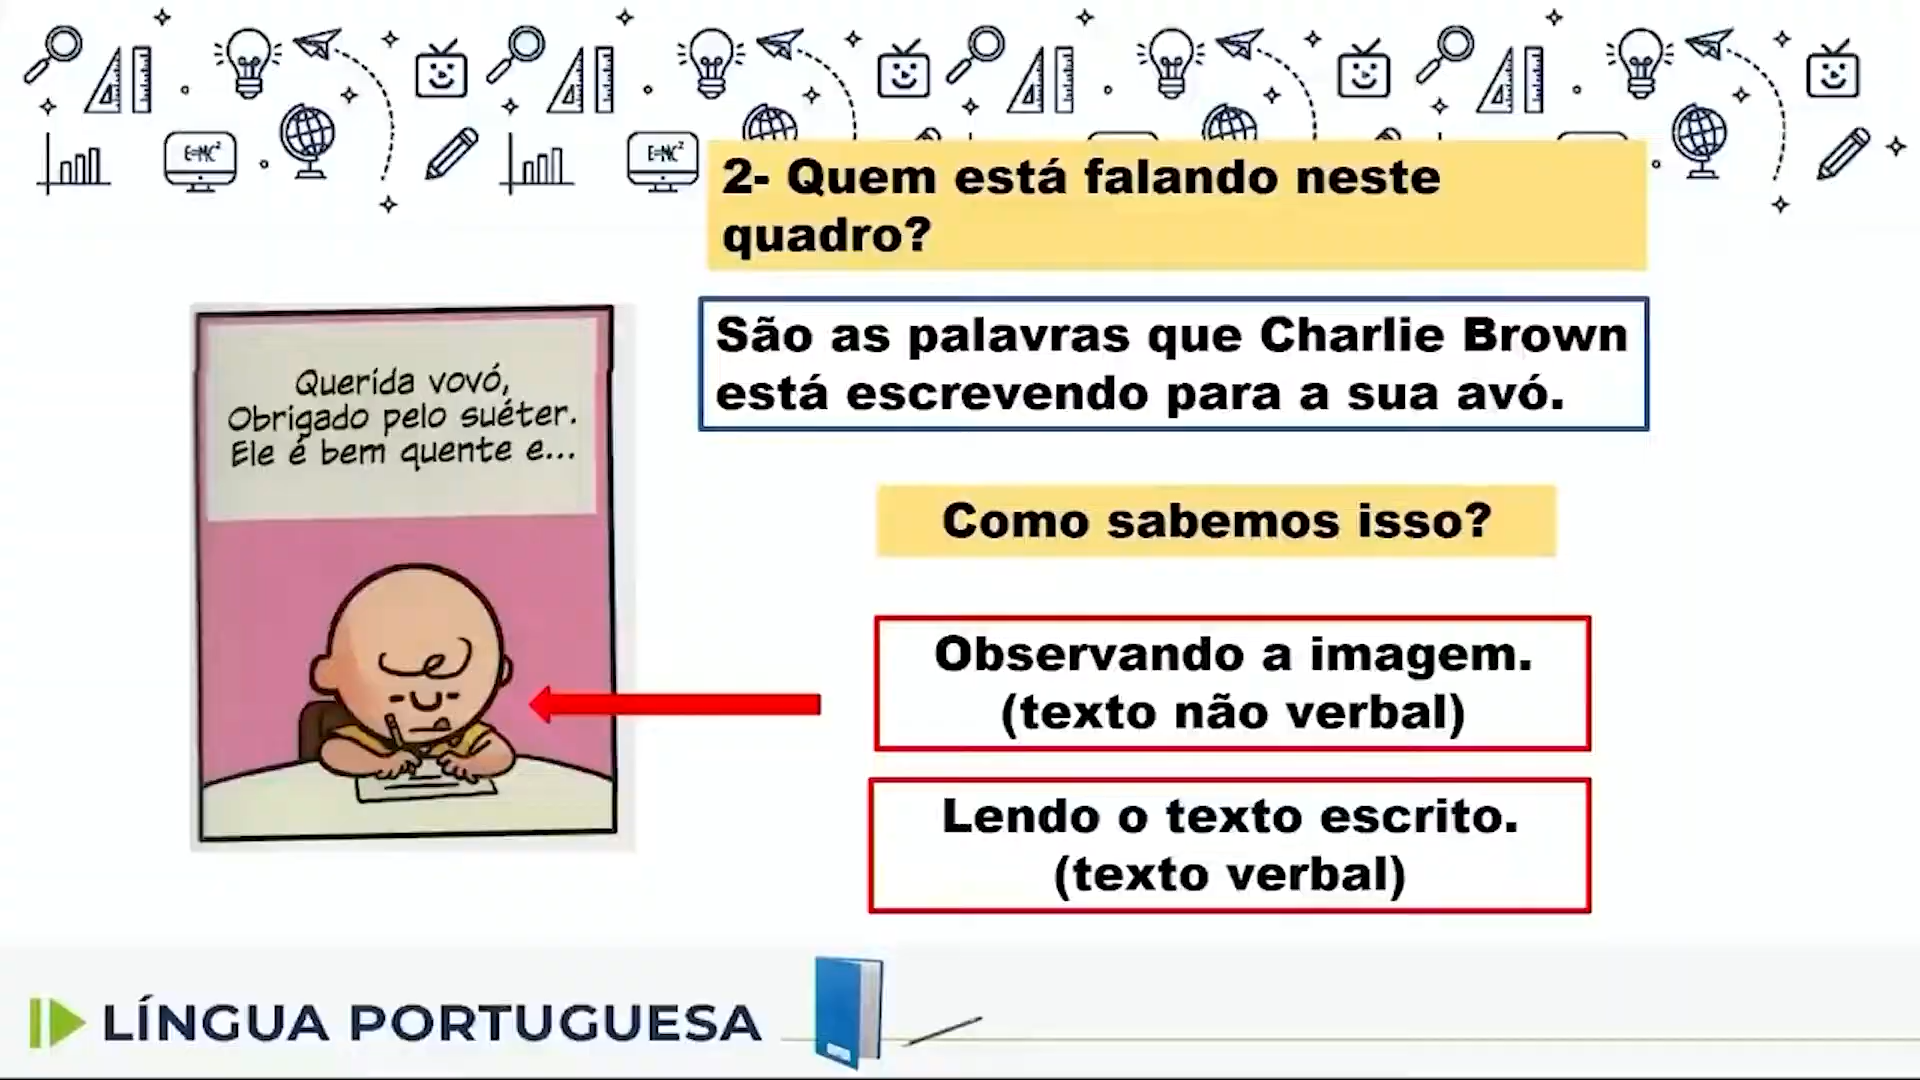 E=MC²
E=MC²
2- Quem está falando neste
quadro?
São as palavras que Charlie Brown
está escrevendo para a sua avó.
Querida vovó,
Obrigado pelo suéter.
Ele é bem quente e...
Como sabemos isso?
Observando a imagem.
(texto não verbal)
Lendo o texto escrito.
(texto verbal)
LÍNGUA PORTUGUESA